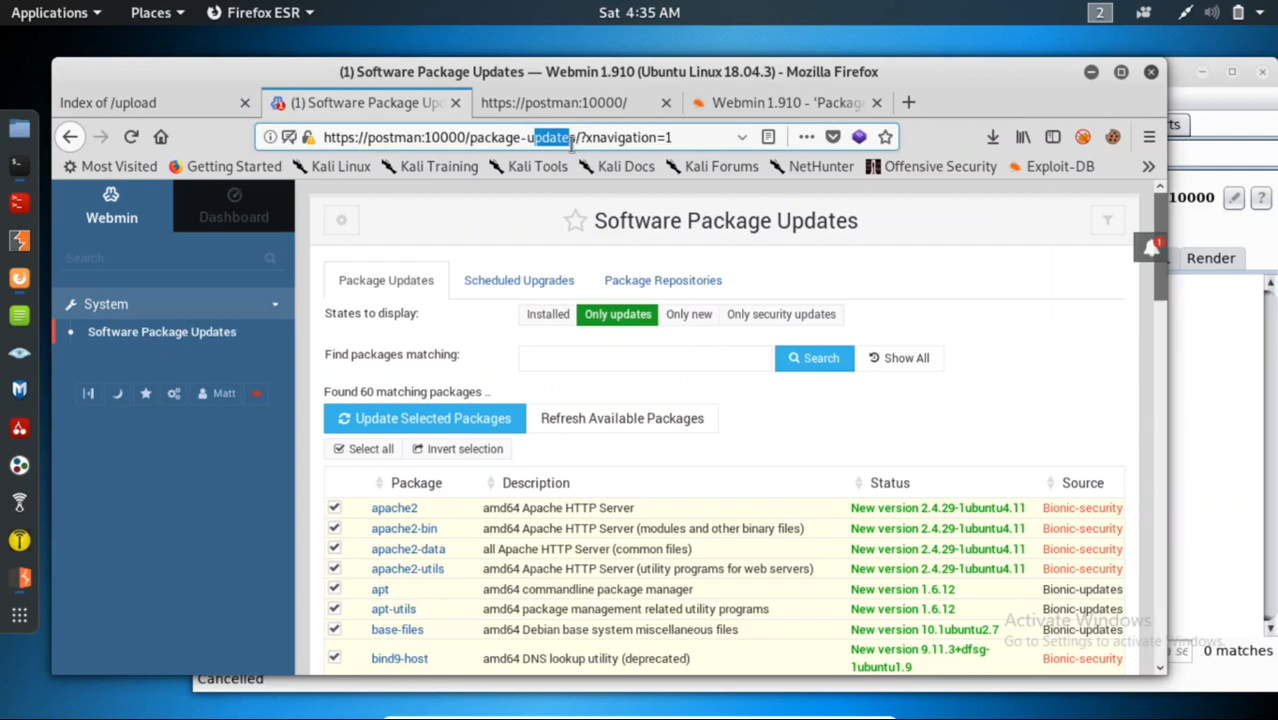 Applications Places Firefox ESR Sat 4:35 AM 2
(1) Software Package Updates — Webmin 1.910 (Ubuntu Linux 18.04.3) - Mozilla Firefox
Index of /upload (1) Software Package Upd https://postman:10000/ Webmin 1.910 - 'Package
https://postman:10000/package-updates/?xnavigation=1
Most Visited Getting Started Kali Linux Kali Training Kali Tools Kali Docs Kali Forums NetHunter Offensive Security Exploit-DB
Webmin Dashboard
Search
System
Software Package Updates
Matt
Software Package Updates
1
Package Updates Scheduled Upgrades Package Repositories
States to display: Installed Only updates Only new Only security updates
Find packages matching: Search Show All
Found 60 matching packages ..
Update Selected Packages Refresh Available Packages
Select all Invert selection
Package Description Status Source
apache2 amd64 Apache HTTP Server New version 2.4.29-1ubuntu4.11 Bionic-security
apache2-bin amd64 Apache HTTP Server (modules and other binary files) New version 2.4.29-1ubuntu4.11 Bionic-security
apache2-data all Apache HTTP Server (common files) New version 2.4.29-1ubuntu4.11 Bionic-security
apache2-utils amd64 Apache HTTP Server (utility programs for web servers) New version 2.4.29-1ubuntu4.11 Bionic-security
apt amd64 commandline package manager New version 1.6.12 Bionic-updates
apt-utils amd64 package management related utility programs New version 1.6.12 Bionic-updates
base-files amd64 Debian base system miscellaneous files New version 10.1ubuntu2.7 Bionic-updates
bind9-host amd64 DNS lookup utility (deprecated) New version 9.11.3+dfsg-1ubuntu1.9 Bionic-security
ts
10000 ?
Render
Activate Windows
Go to Settings to activate Windows.
0 matches
Cancelled